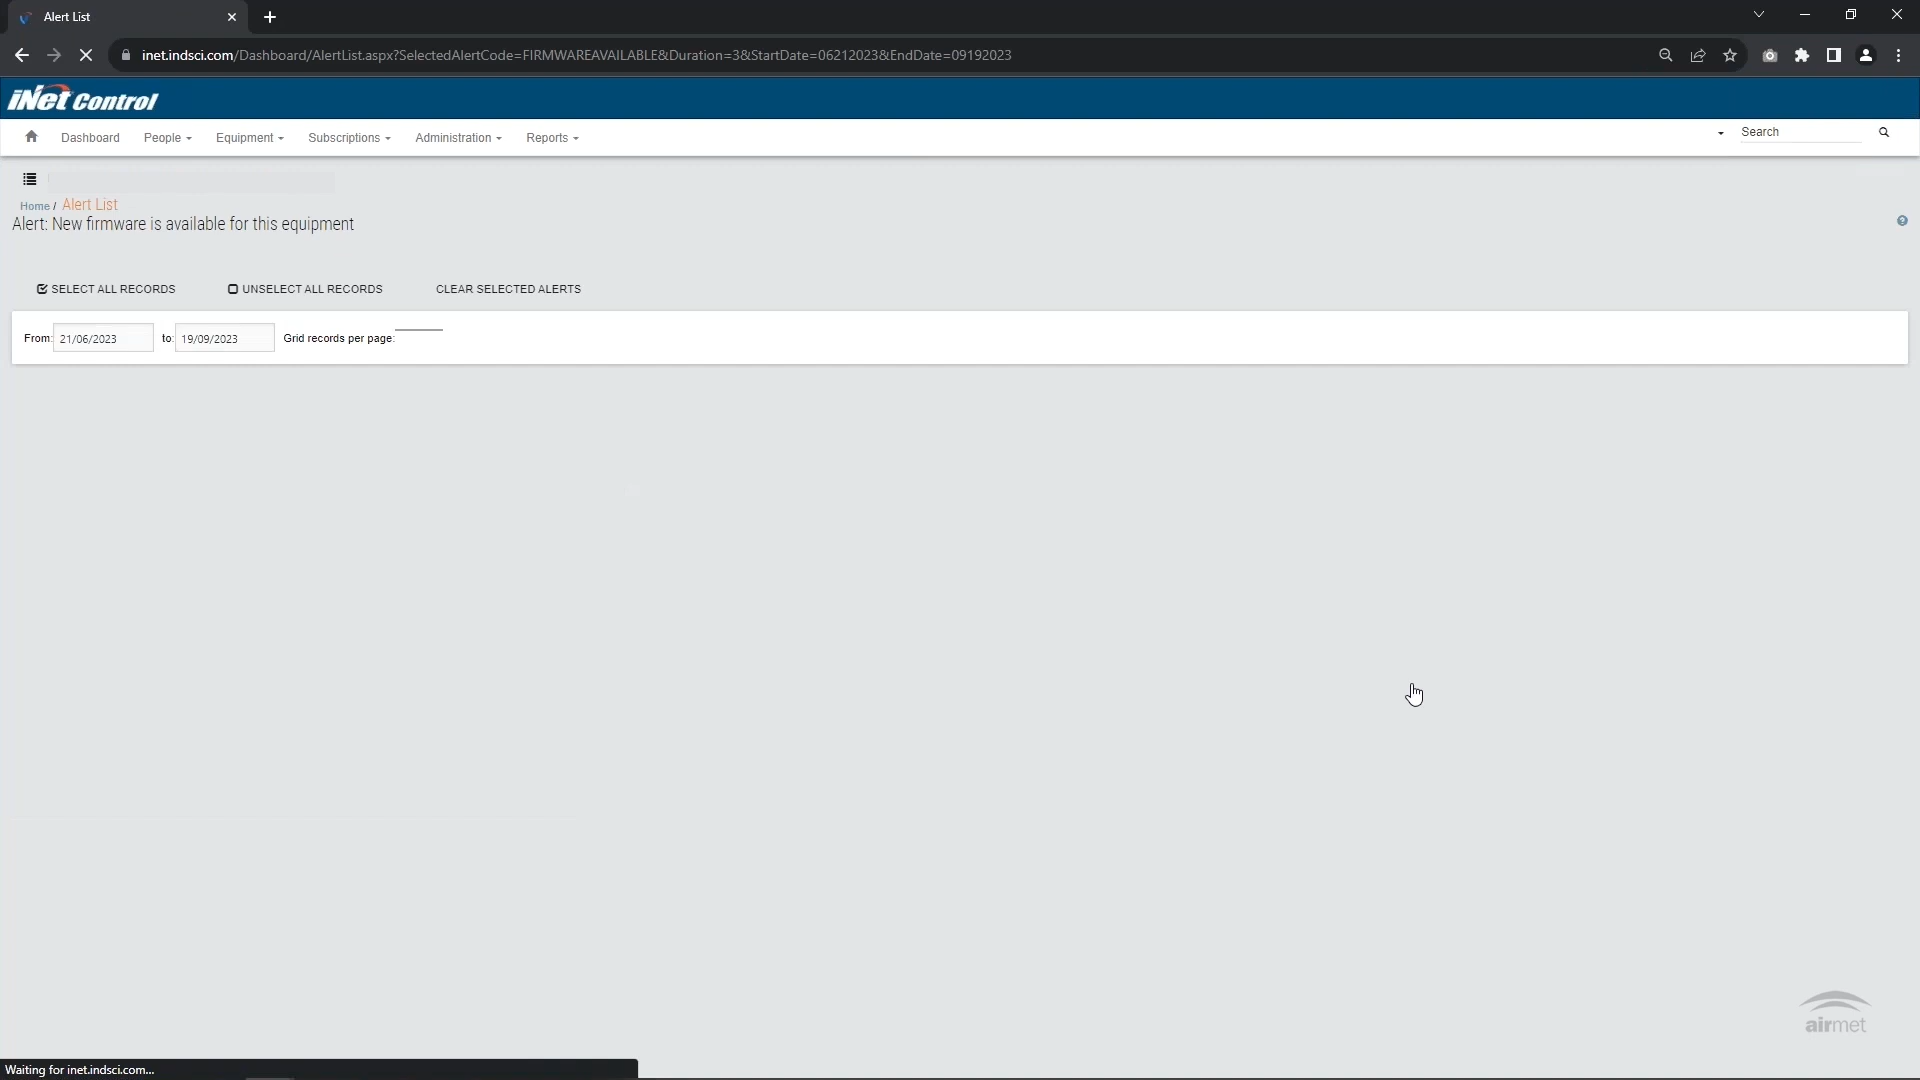 Alert List
inet.indsci.com/Dashboard/AlertList.aspx?SelectedAlertCode=FIRMWAREAVAILABLE&Duration=3&StartDate=06212023&EndDate=09192023
iNet Control
Dashboard People Equipment Subscriptions Administration Reports Search
Home / Alert List
Alert: New firmware is available for this equipment
SELECT ALL RECORDS UNSELECT ALL RECORDS CLEAR SELECTED ALERTS
From: 21/06/2023 to: 19/09/2023 Grid records per page:
airmet
Waiting for inet.indsci.com...